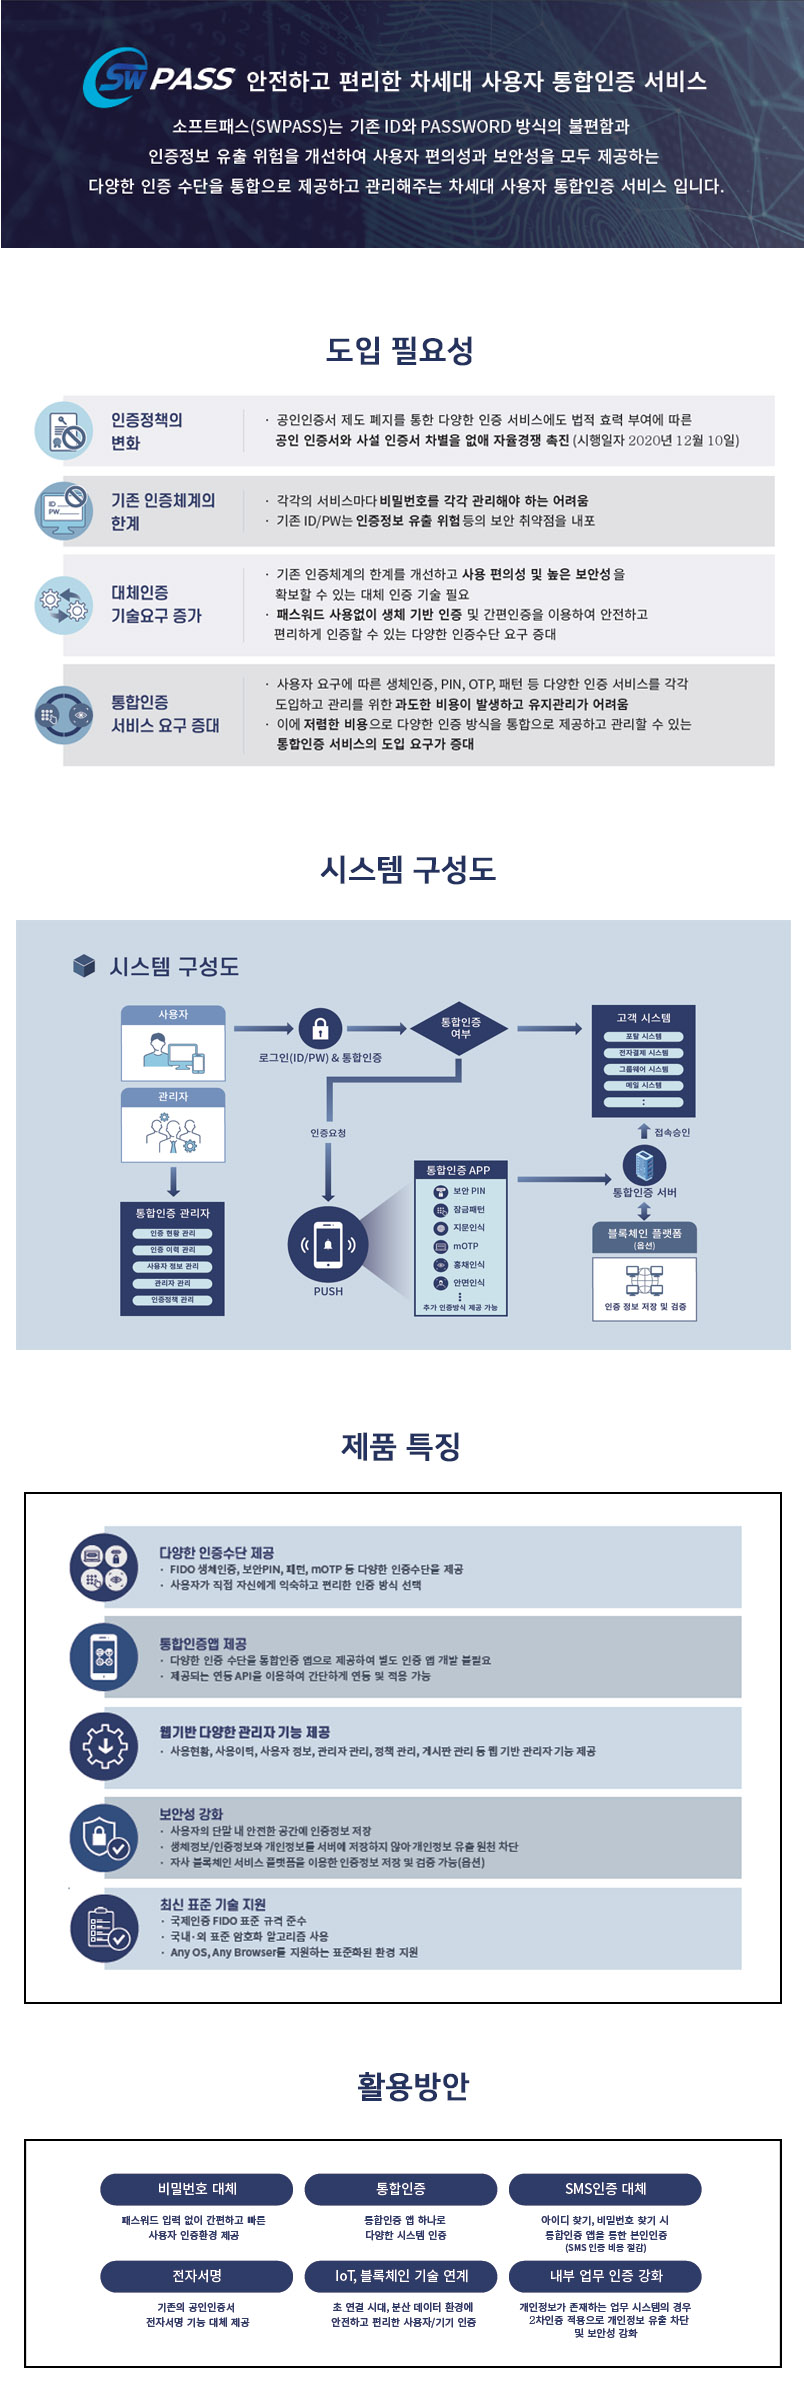 SW PASS 안전하고 편리한 차세대 사용자 통합인증 서비스
소프트패스(SWPASS)는 기존 ID와 PASSWORD 방식의 불편함과
인증정보 유출 위험을 개선하여 사용자 편의성과 보안성을 모두 제공하는
다양한 인증 수단을 통합으로 제공하고 관리해주는 차세대 사용자 통합인증 서비스 입니다.
도입 필요성
인증정책의
변화
· 공인인증서 제도 폐지를 통한 다양한 인증 서비스에도 법적 효력 부여에 따른
공인 인증서와 사설 인증서 차별을 없애 자율경쟁 촉진 (시행일자 2020년 12월 10일)
ID
PW
기존 인증체계의
한계
· 각각의 서비스마다 비밀번호를 각각 관리해야 하는 어려움
· 기존 ID/PW는 인증정보 유출 위험 등의 보안 취약점을 내포
대체인증
기술요구 증가
· 기존 인증체계의 한계를 개선하고 사용 편의성 및 높은 보안성 을
확보할 수 있는 대체 인증 기술 필요
· 패스워드 사용없이 생체 기반 인증 및 간편인증을 이용하여 안전하고
편리하게 인증할 수 있는 다양한 인증수단 요구 증대
통합인증
서비스 요구 증대
· 사용자 요구에 따른 생체인증, PIN, OTP, 패턴 등 다양한 인증 서비스를 각각
도입하고 관리를 위한 과도한 비용이 발생하고 유지관리가 어려움
· 이에 저렴한 비용으로 다양한 인증 방식을 통합으로 제공하고 관리할 수 있는
통합인증 서비스의 도입 요구가 증대
시스템 구성도
시스템 구성도
사용자
로그인(ID/PW) & 통합인증
통합인증
여부
고객 시스템
포탈 시스템
전자결제 시스템
그룹웨어 시스템
메일 시스템
:
관리자
인증요청
접속승인
통합인증 관리자
인증 현황 관리
인증 이력 관리
사용자 정보 관리
관리자 관리
인증정책 관리
PUSH
통합인증 APP
보안 PIN
잠금패턴
지문인식
mOTP
홍채인식
안면인식
추가 인증방식 제공 가능
통합인증 서버
블록체인 플랫폼
(옵션)
인증 정보 저장 및 검증
제품 특징
다양한 인증수단 제공
· FIDO 생체인증, 보안PIN, 패턴, mOTP 등 다양한 인증수단을 제공
· 사용자가 직접 자신에게 익숙하고 편리한 인증 방식 선택
통합인증앱 제공
· 다양한 인증 수단을 통합인증 앱으로 제공하여 별도 인증 앱 개발 불필요
· 제공되는 연동 API을 이용하여 간단하게 연동 및 적용 가능
웹기반 다양한 관리자 기능 제공
· 사용현황, 사용이력, 사용자 정보, 관리자 관리, 정책 관리, 게시판 관리 등 웹 기반 관리자 기능 제공
보안성 강화
· 사용자의 단말 내 안전한 공간에 인증정보 저장
· 생체정보/인증정보와 개인정보를 서버에 저장하지 않아 개인정보 유출 원천 차단
· 자사 블록체인 서비스 플랫폼을 이용한 인증정보 저장 및 검증 가능(옵션)
최신 표준 기술 지원
· 국제인증 FIDO 표준 규격 준수
· 국내·외 표준 암호화 알고리즘 사용
· Any OS, Any Browser를 지원하는 표준화된 환경 지원
활용방안
비밀번호 대체
패스워드 입력 없이 간편하고 빠른
사용자 인증환경 제공
통합인증
통합인증 앱 하나로
다양한 시스템 인증
SMS인증 대체
아이디 찾기, 비밀번호 찾기 시
통합인증 앱을 통한 본인인증
(SMS 인증 비용 절감)
전자서명
기존의 공인인증서
전자서명 기능 대체 제공
IoT, 블록체인 기술 연계
초 연결 시대, 분산 데이터 환경에
안전하고 편리한 사용자/기기 인증
내부 업무 인증 강화
개인정보가 존재하는 업무 시스템의 경우
2차인증 적용으로 개인정보 유출 차단
및 보안성 강화